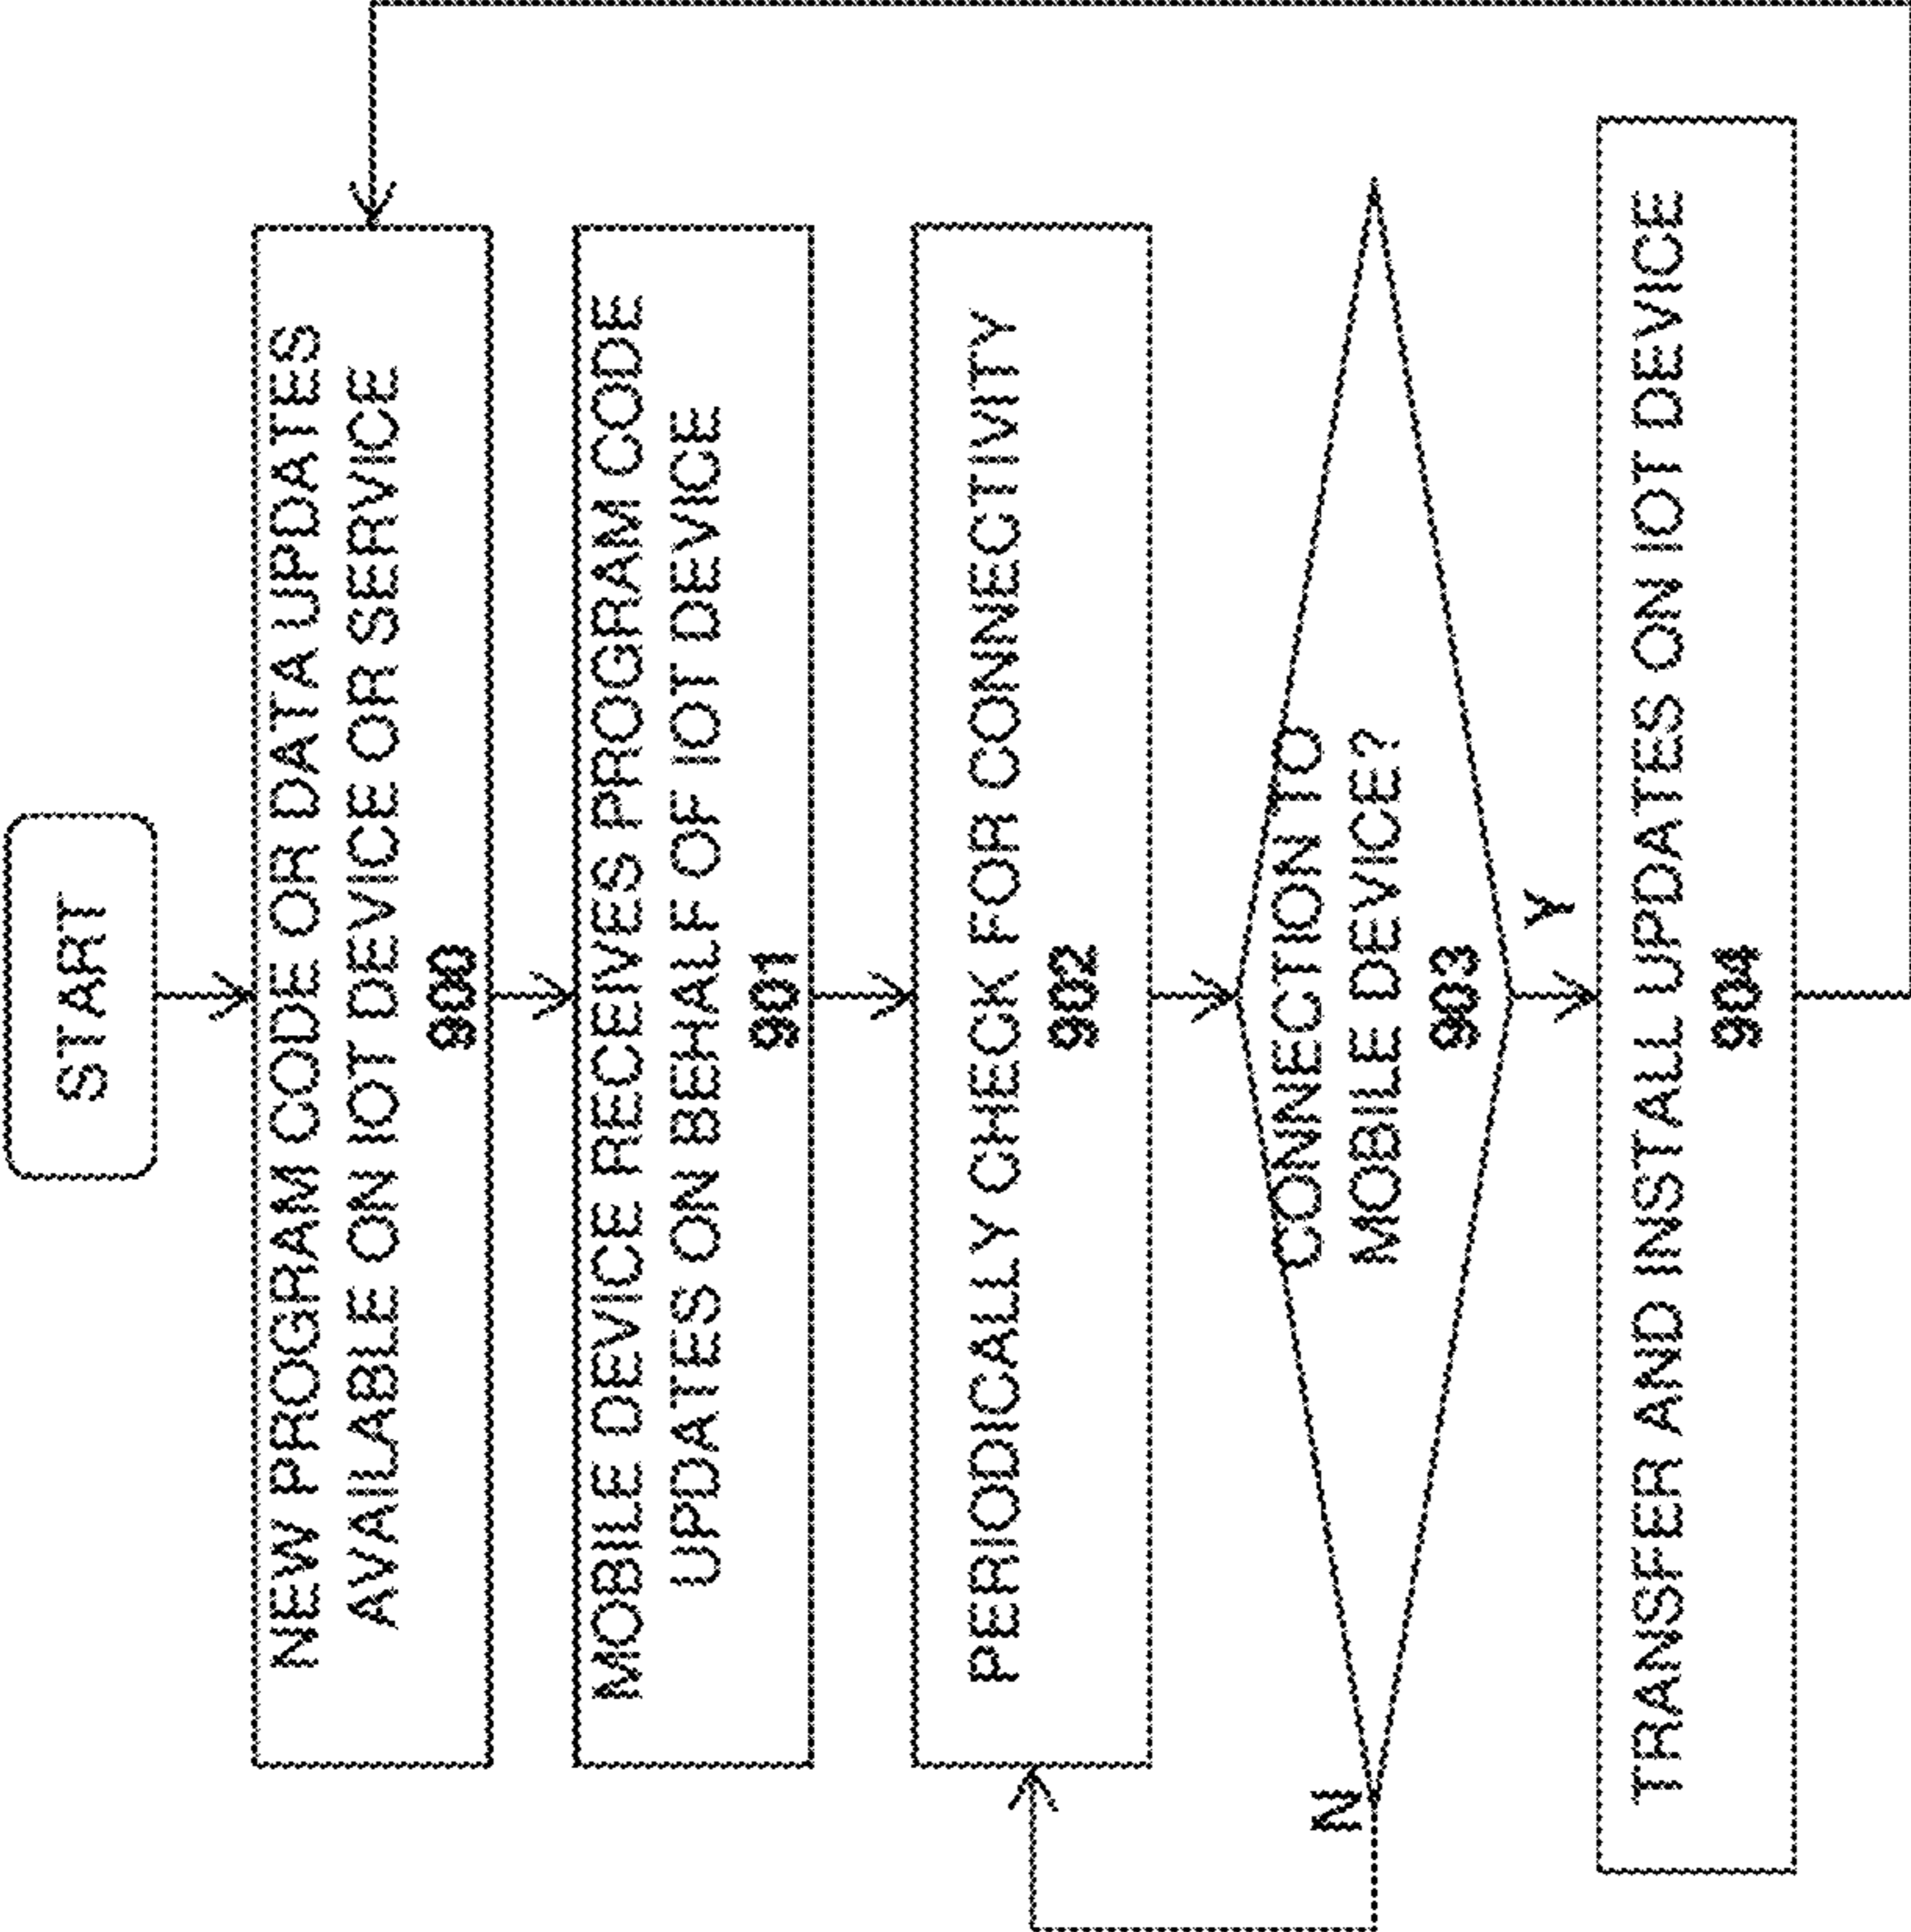 START
NEW PROGRAM CODE OR DATA UPDATES
AVAILABLE ON IOT DEVICE OR SERVICE
900
MOBILE DEVICE RECEIVES PROGRAM CODE
UPDATES ON BEHALF OF IOT DEVICE
901
PERIODICALLY CHECK FOR CONNECTIVITY
902
CONNECTION TO
MOBILE DEVICE?
903
N
Y
TRANSFER AND INSTALL UPDATES ON IOT DEVICE
904